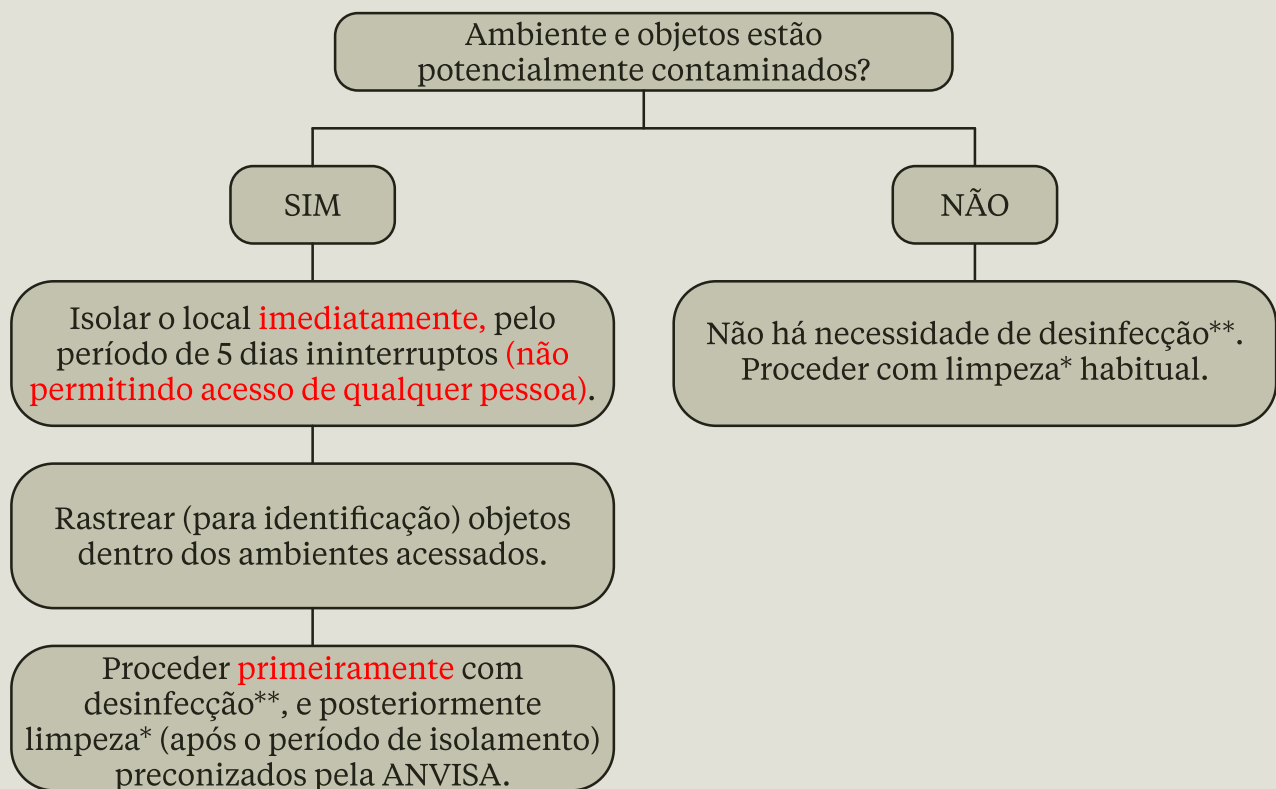 Ambiente e objetos estão
potencialmente contaminados?
SIM
NÃO
Isolar o local imediatamente, pelo
período de 5 dias ininterruptos (não
permitindo acesso de qualquer pessoa).
Não há necessidade de desinfecção**.
Proceder com limpeza* habitual.
Rastrear (para identificação) objetos
dentro dos ambientes acessados.
Proceder primeiramente com
desinfecção**, e posteriormente
limpeza* (após o período de isolamento)
preconizados pela ANVISA.